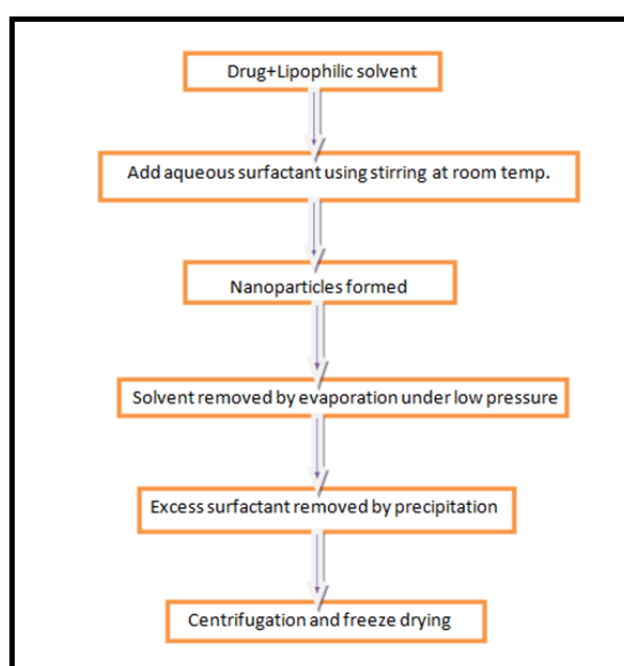 Drug+Lipophilic solvent
Add aqueous surfactant using stirring at room temp.
Nanoparticles formed
Solvent removed by evaporation under low pressure
Excess surfactant removed by precipitation
Centrifugation and freeze drying